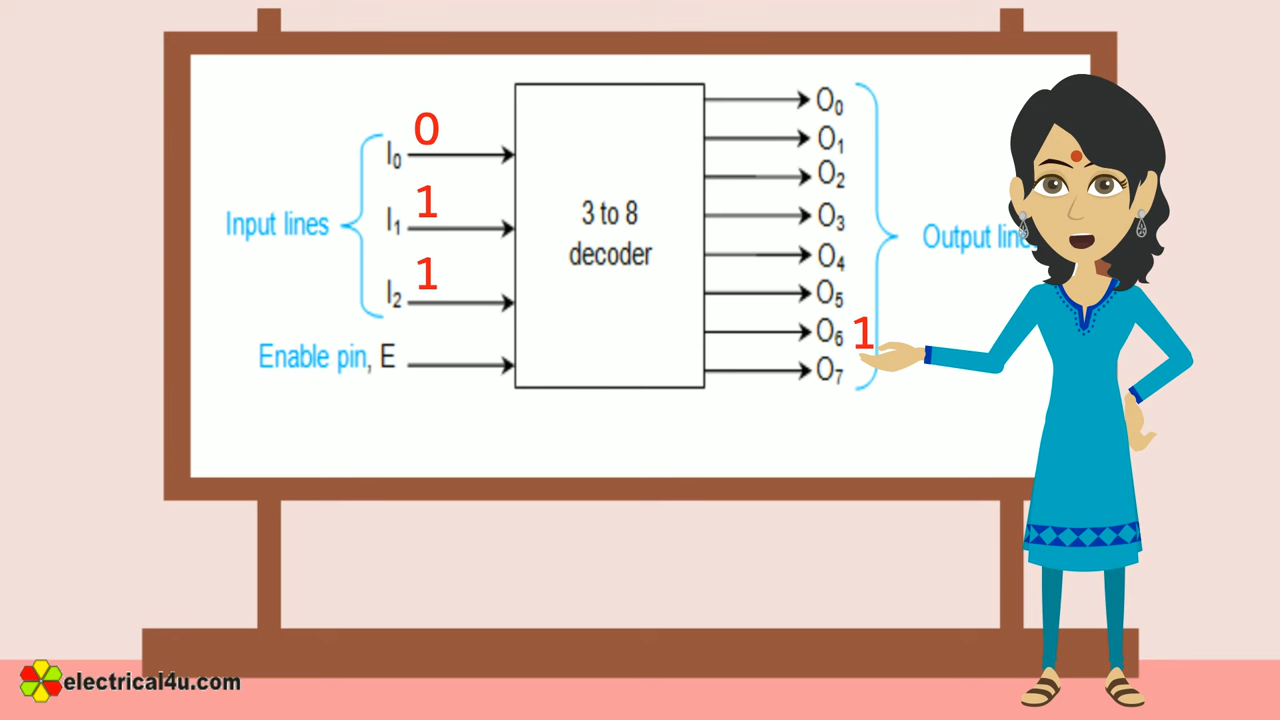 Input lines
I₀ 0
I₁ 1
I₂ 1
Enable pin, E
3 to 8
decoder
O₀
O₁
O₂
O₃
O₄
O₅
O₆ 1
O₇
Output line
electrical4u.com